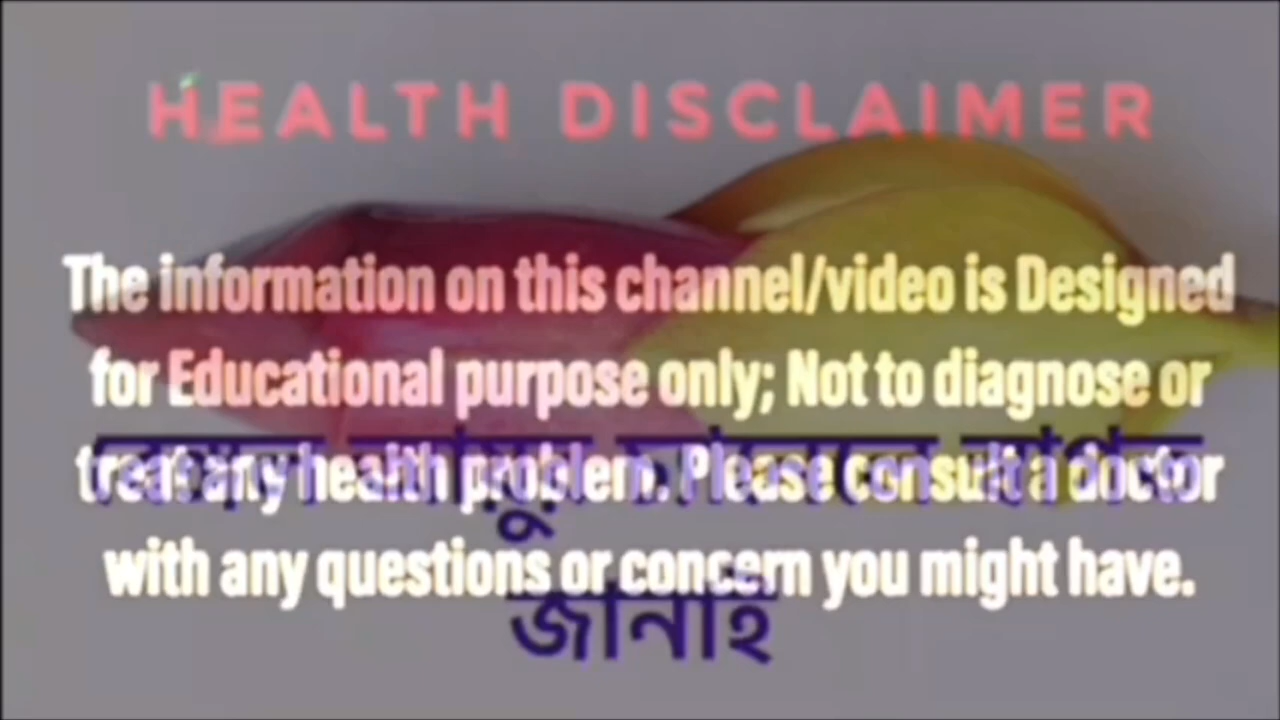 HEALTH DISCLAIMER
The information on this channel/video is Designed
for Educational purpose only; Not to diagnose or
treat any health problem. Please consult a doctor
with any questions or concern you might have.
জানাই